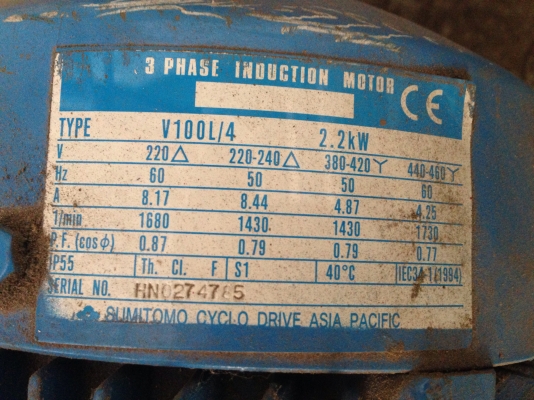 3 PHASE INDUCTION MOTOR
CE
TYPE V100L/4 2.2kW
V 220△ 220-240△ 380-420Y 440-460Y
Hz 60 50 50 60
A 8.17 8.44 4.87 4.25
1/min 1680 1430 1430 1730
P.F. (cosϕ) 0.87 0.79 0.79 0.77
IP55 Th. Cl. F S1 40°C IEC34-1(1994)
SERIAL NO. HN0274785
SUMITOMO CYCLO DRIVE ASIA PACIFIC